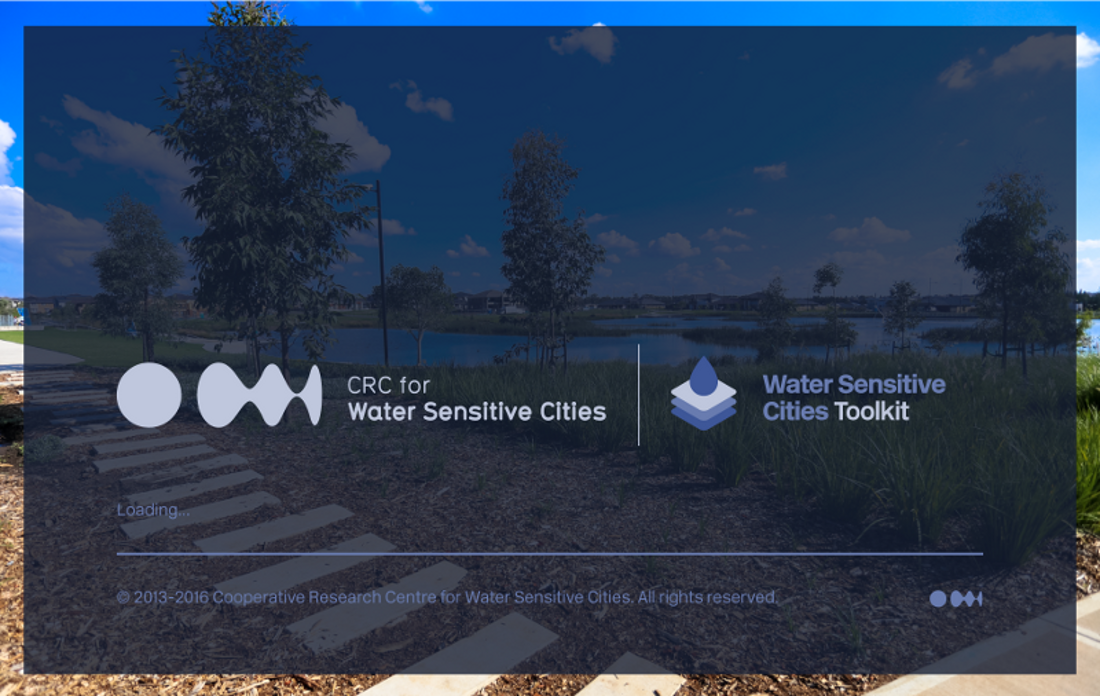 CRC for
Water Sensitive Cities
Water Sensitive
Cities Toolkit
Loading...
© 2013-2016 Cooperative Research Centre for Water Sensitive Cities. All rights reserved.